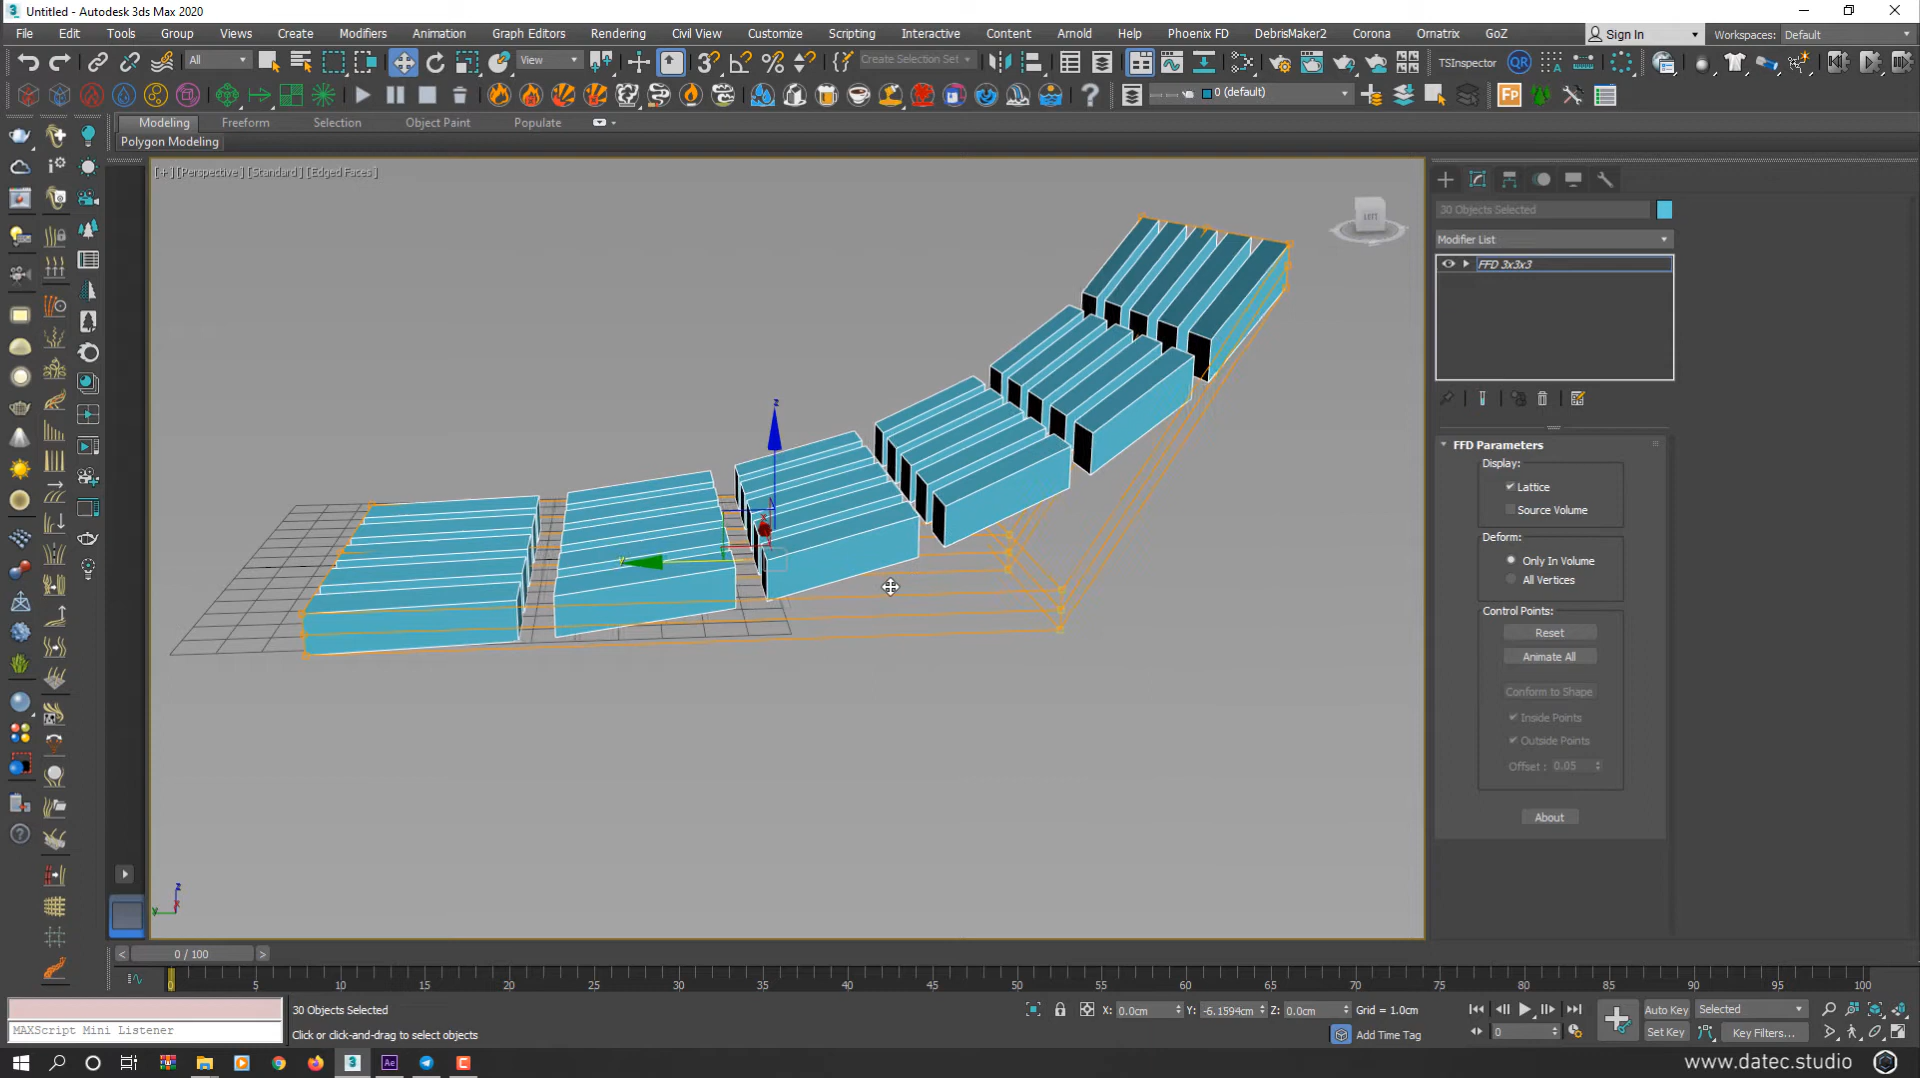 Untitled - Autodesk 3ds Max 2020
File Edit Tools Group Views Create Modifiers Animation Graph Editors Rendering Civil View Customize Scripting Interactive Content Arnold Help Phoenix FD DebrisMaker2 Corona Ornatrix GoZ Sign In Workspaces: Default
All View Create Selection Set TSInspector QR
0 (default) Fp
Modeling Freeform Selection Object Paint Populate
Polygon Modeling
[+] [Perspective] [Standard] [Edged Faces]
LEFT
30 Objects Selected
Modifier List
FFD 3x3x3
FFD Parameters
Display:
Lattice
Source Volume
Deform:
Only In Volume
All Vertices
Control Points:
Reset
Animate All
Conform to Shape
Inside Points
Outside Points
Offset : 0.05
About
z
y
x
z
y
x
0 / 100
0 5 10 15 20 25 30 35 40 45 50 55 60 65 70 75 80 85 90 95 100
30 Objects Selected X: 0.0cm Y: -6.1594cm Z: 0.0cm Grid = 1.0cm Auto Key Selected
MAXScript Mini Listener Click or click-and-drag to select objects Add Time Tag 0 Set Key Key Filters...
3 Ae C
www.datec.studio